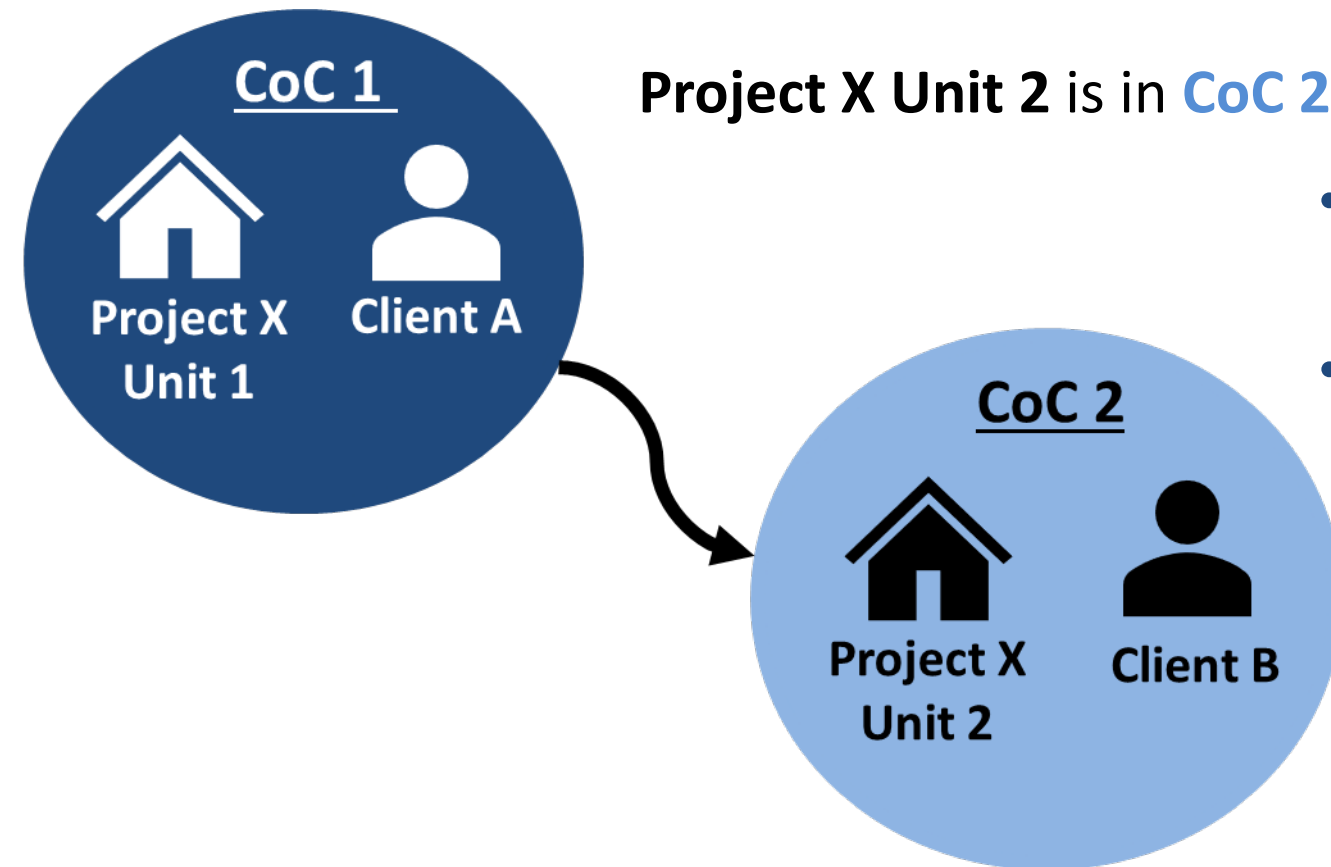 CoC 1
Project X Unit 2 is in CoC 2
Project X
Unit 1
Client A
•
•
CoC 2
Project X
Unit 2
Client B